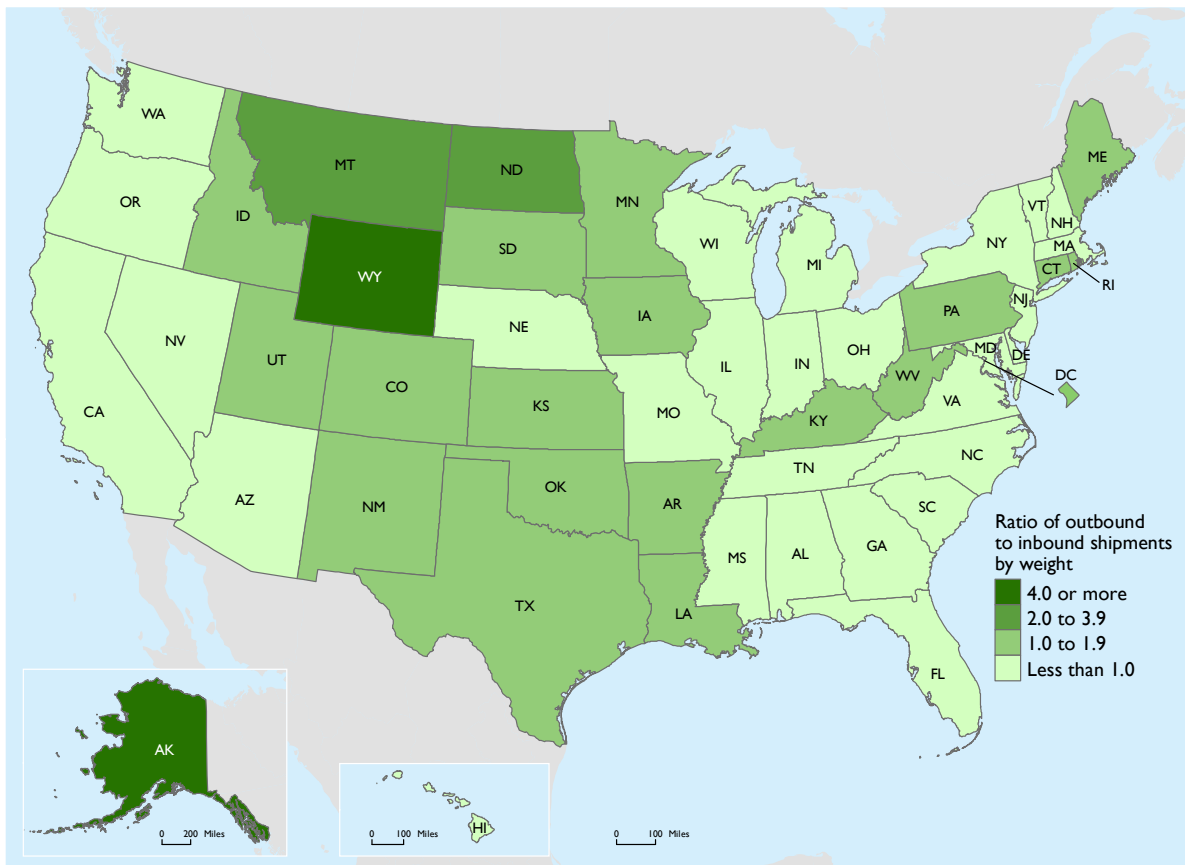 WA
MT
ND
MN
ME
OR
ID
SD
WI
VT
NH
NY
MA
MI
WY
CT
RI
IA
PA
NJ
NE
NV
UT
CO
IL
IN
OH
MD
DE
DC
WV
CA
KS
MO
KY
VA
TN
NC
AZ
NM
OK
AR
SC
MS
AL
GA
TX
LA
FL
Ratio of outbound
to inbound shipments
by weight
4.0 or more
2.0 to 3.9
1.0 to 1.9
Less than 1.0
AK
0 200 Miles
HI
0 100 Miles
0 100 Miles